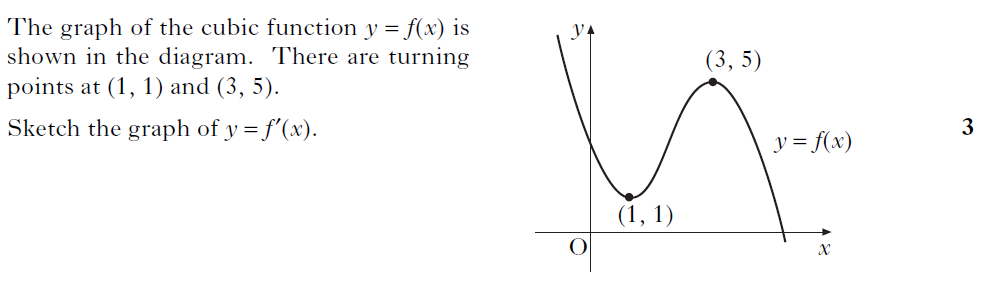 The graph of the cubic function y = f(x) is
shown in the diagram. There are turning
points at (1, 1) and (3, 5).
Sketch the graph of y = f′(x).
3
y
(3, 5)
y = f(x)
(1, 1)
O
x